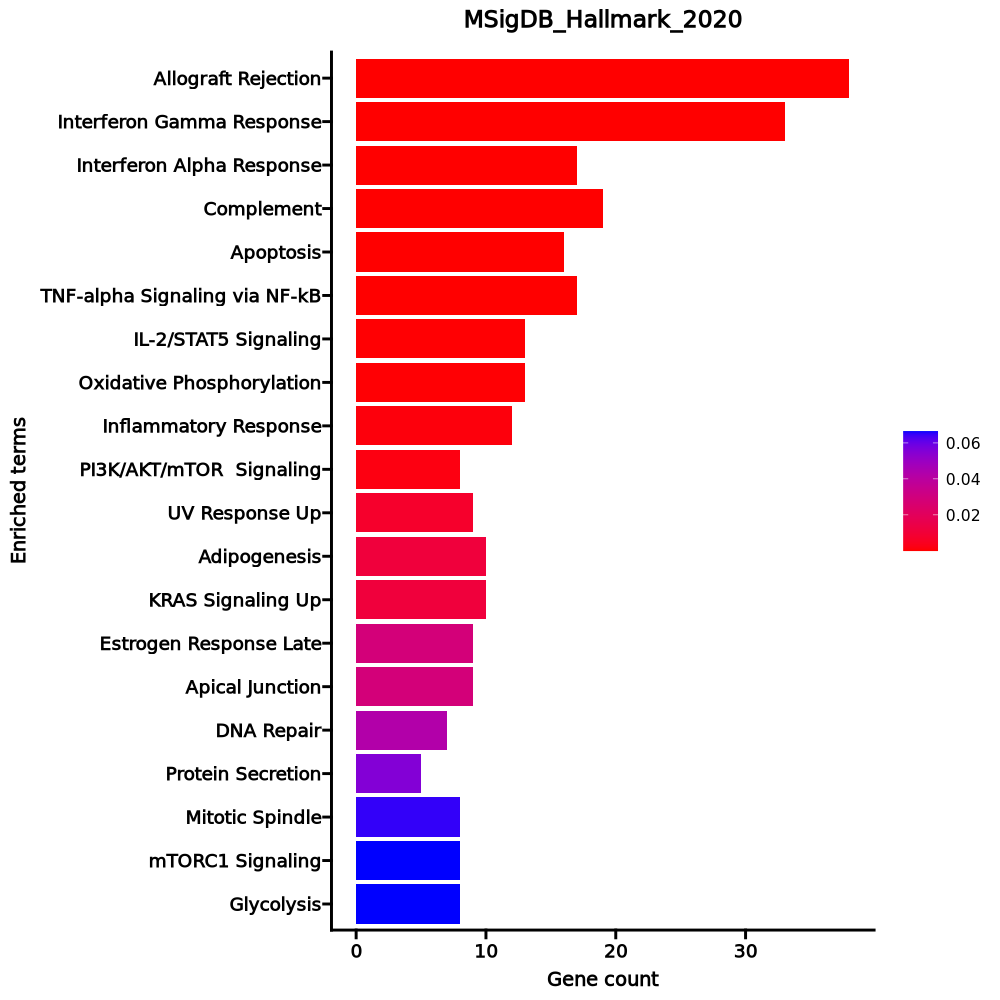 MSigDB_Hallmark_2020
Allograft Rejection
Interferon Gamma Response
Interferon Alpha Response
Complement
Apoptosis
TNF-alpha Signaling via NF-kB
IL-2/STAT5 Signaling
Oxidative Phosphorylation
Inflammatory Response
PI3K/AKT/mTOR  Signaling
UV Response Up
Adipogenesis
KRAS Signaling Up
Estrogen Response Late
Apical Junction
DNA Repair
Protein Secretion
Mitotic Spindle
mTORC1 Signaling
Glycolysis
Enriched terms
0 10 20 30
Gene count
0.06
0.04
0.02